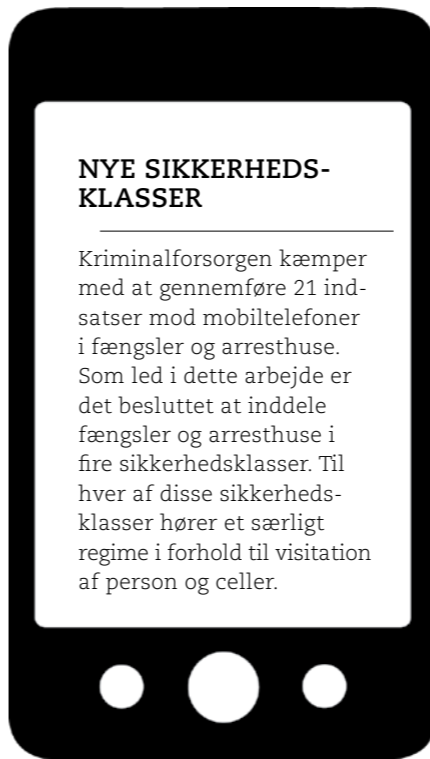 NYE SIKKERHEDS-
KLASSER
Kriminalforsorgen kæmper
med at gennemføre 21 ind-
satser mod mobiltelefoner
i fængsler og arresthuse.
Som led i dette arbejde er
det besluttet at inddele
fængsler og arresthuse i
fire sikkerhedsklasser. Til
hver af disse sikkerheds-
klasser hører et særligt
regime i forhold til visitation
af person og celler.